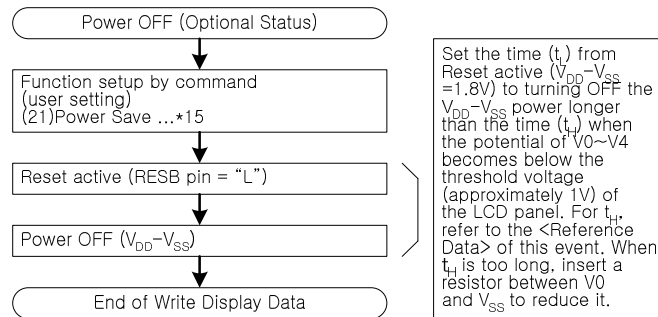 Power OFF (Optional Status)
Function setup by command
(user setting)
(21)Power Save ...*15
Reset active (RESB pin = “L”)
Power OFF (VDD-VSS)
End of Write Display Data
Set the time (tL) from
Reset active (VDD-VSS
=1.8V) to turning OFF the
VDD-VSS power longer
than the time (tH) when
the potential of V0~V4
becomes below the
threshold voltage
(approximately 1V) of
the LCD panel. For tH,
refer to the <Reference
Data> of this event. When
tH is too long, insert a
resistor between V0
and VSS to reduce it.